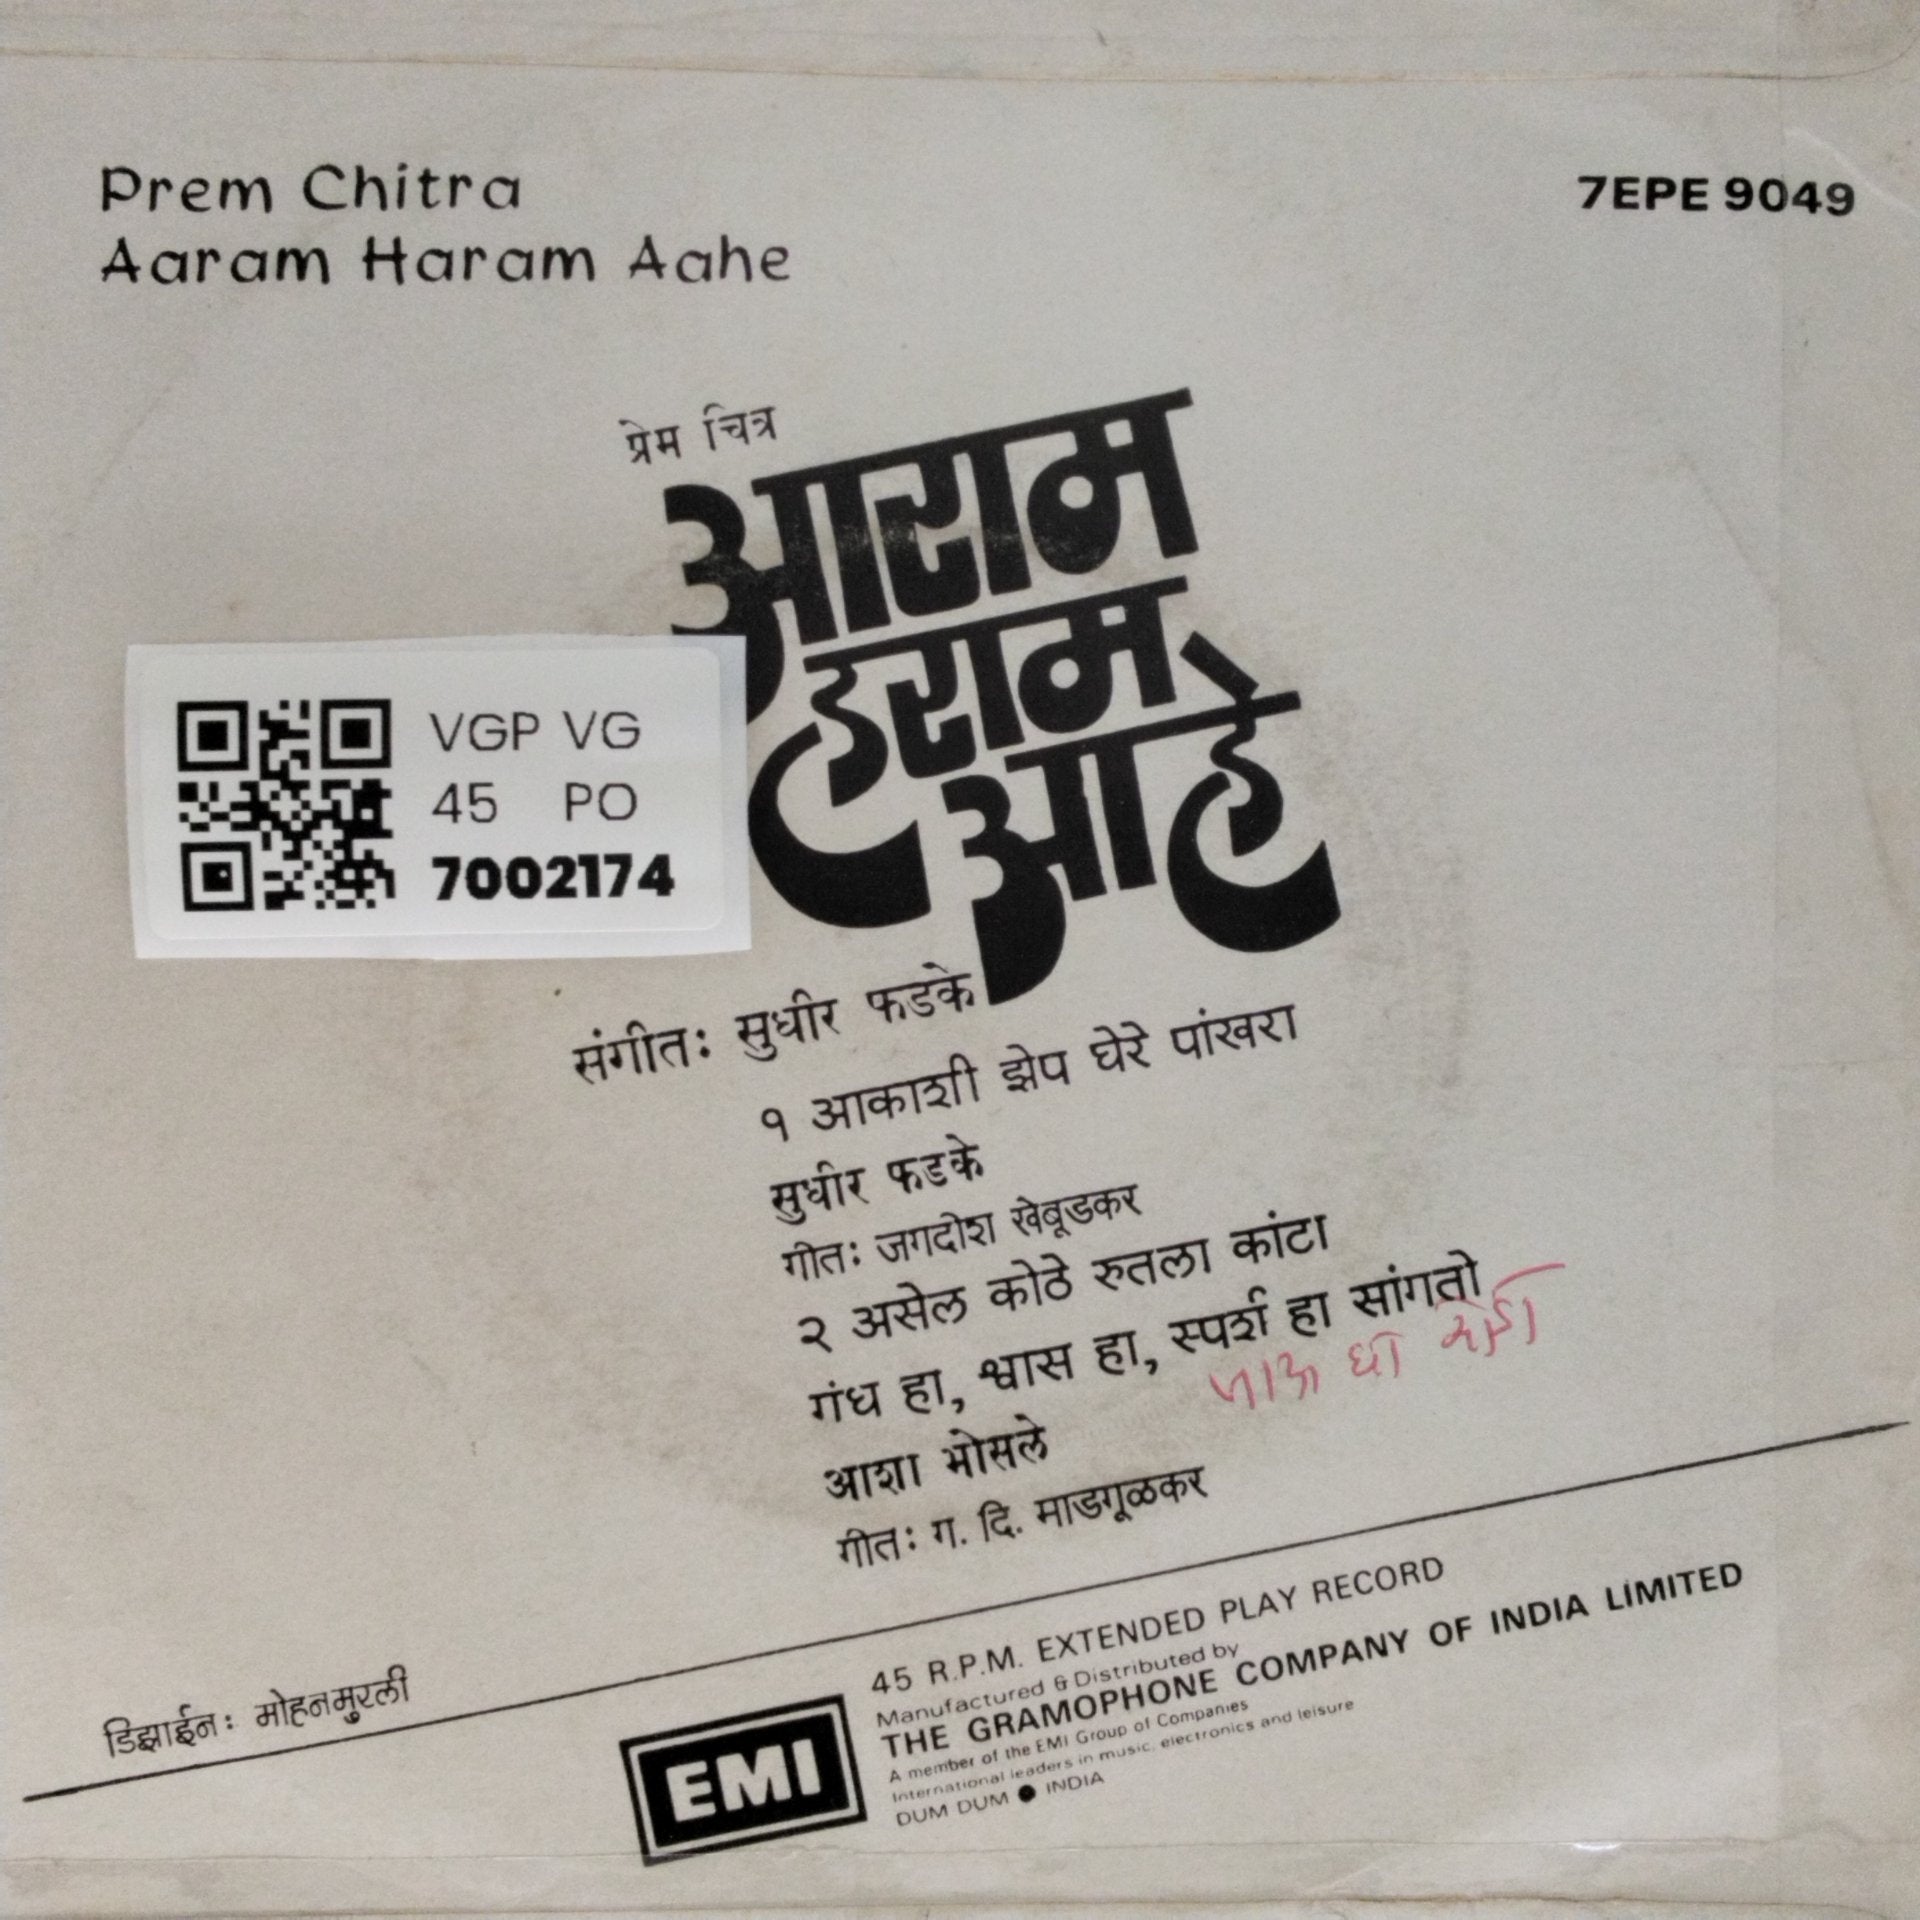 Prem Chitra
Aaram Haram Aahe
7EPE 9049
प्रेम चित्र
आराम
हराम
आहे
VGP VG
45 PO
7002174
संगीत: सुधीर फडके
१ आकाशी झेप घेरे पांखरा
सुधीर फडके
गीत: जगदोश खेबूडकर
२ असेल कोठे रुतला कांटा
गंध हा, श्वास हा, स्पर्श हा सांगतो
आशा भोसले
गीत: ग. दि. माडगूळकर
डिझाईन: मोहनमुरली
45 R.P.M. EXTENDED PLAY RECORD
Manufactured & Distributed by
THE GRAMOPHONE COMPANY OF INDIA LIMITED
A member of the EMI Group of Companies
International leaders in music, electronics and leisure
DUM DUM ● INDIA
EMI